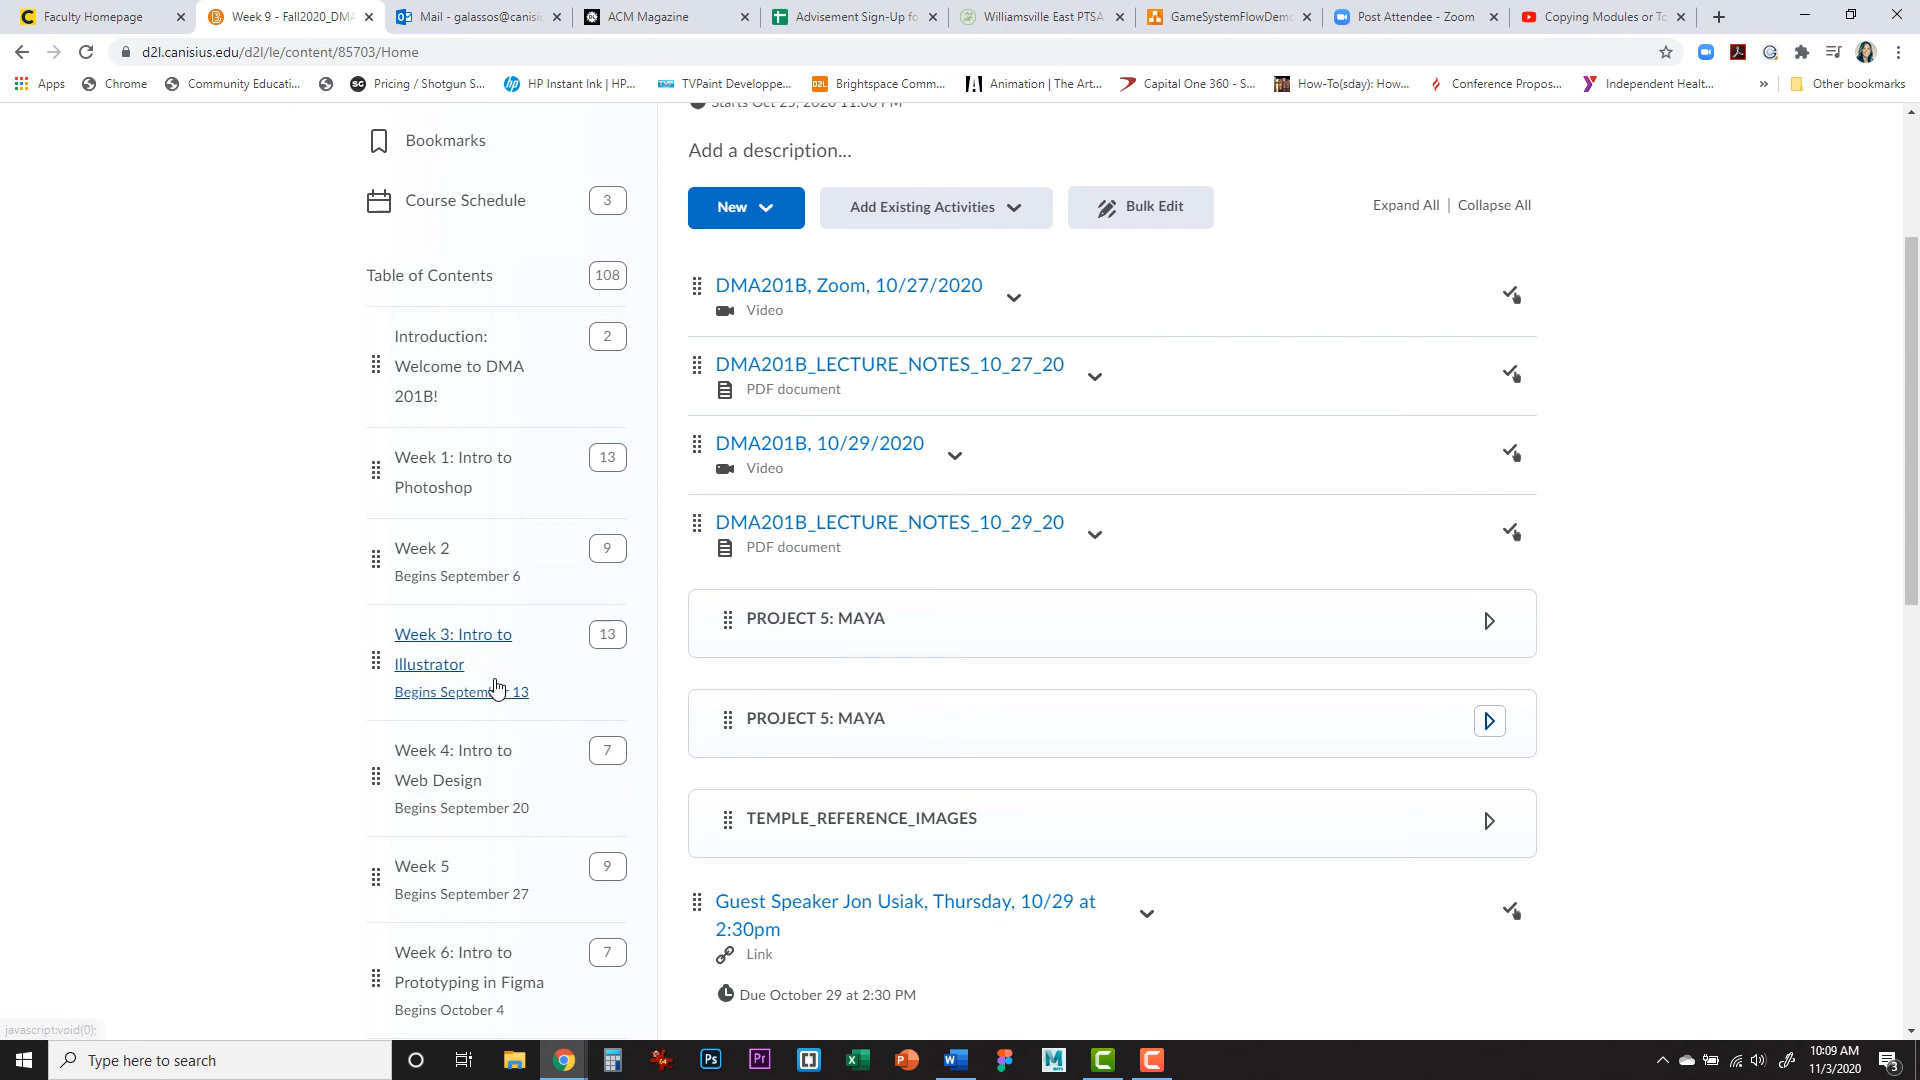 Faculty Homepage
Week 9 - Fall2020_DMA
Mail - galassos@canisi
ACM Magazine
Advisement Sign-Up fo
Williamsville East PTSA
GameSystemFlowDemo
Post Attendee - Zoom
Copying Modules or To
d2l.canisius.edu/d2l/le/content/85703/Home
Apps
Chrome
Community Educati...
Pricing / Shotgun S...
HP Instant Ink | HP...
TVPaint Developpe...
Brightspace Comm...
Animation | The Art...
Capital One 360 - S...
How-To(sday): How...
Conference Propos...
Independent Healt...
»
Other bookmarks
Starts Oct 25, 2020 11:00 PM
Bookmarks
Add a description...
Course Schedule
3
New
Add Existing Activities
Bulk Edit
Expand All | Collapse All
Table of Contents
108
Introduction:
Welcome to DMA
201B!
2
Week 1: Intro to
Photoshop
13
Week 2
Begins September 6
9
Week 3: Intro to
Illustrator
Begins September 13
13
Week 4: Intro to
Web Design
Begins September 20
7
Week 5
Begins September 27
9
Week 6: Intro to
Prototyping in Figma
Begins October 4
7
DMA201B, Zoom, 10/27/2020
Video
DMA201B_LECTURE_NOTES_10_27_20
PDF document
DMA201B, 10/29/2020
Video
DMA201B_LECTURE_NOTES_10_29_20
PDF document
PROJECT 5: MAYA
PROJECT 5: MAYA
TEMPLE_REFERENCE_IMAGES
Guest Speaker Jon Usiak, Thursday, 10/29 at
2:30pm
Link
Due October 29 at 2:30 PM
javascript:void(0);
Type here to search
10:09 AM
11/3/2020
3